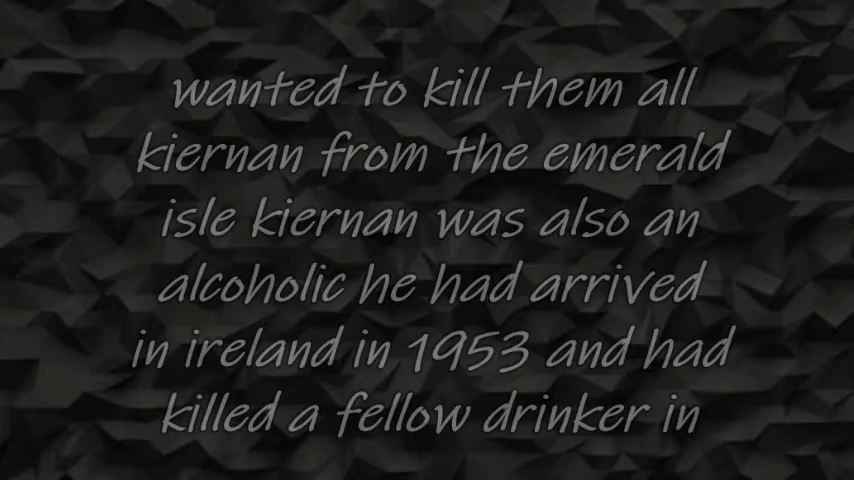 wanted to kill them all
kiernan from the emerald
isle kiernan was also an
alcoholic he had arrived
in ireland in 1953 and had
killed a fellow drinker in